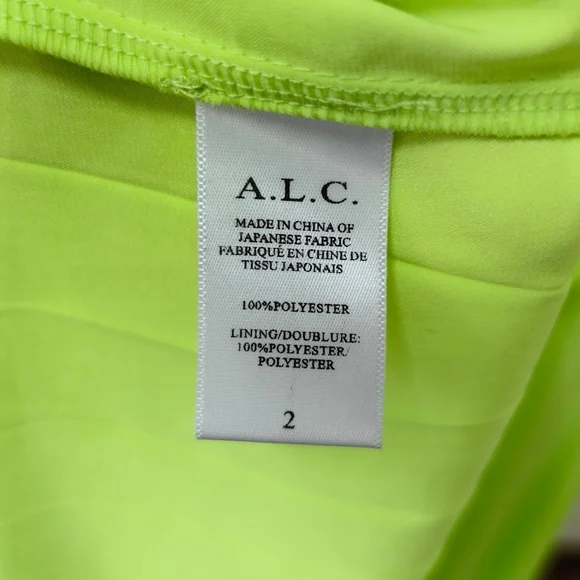 A.L.C.
MADE IN CHINA OF
JAPANESE FABRIC
FABRIQUÉ EN CHINE DE
TISSU JAPONAIS
100%POLYESTER
LINING/DOUBLURE:
100%POLYESTER/
POLYESTER
2